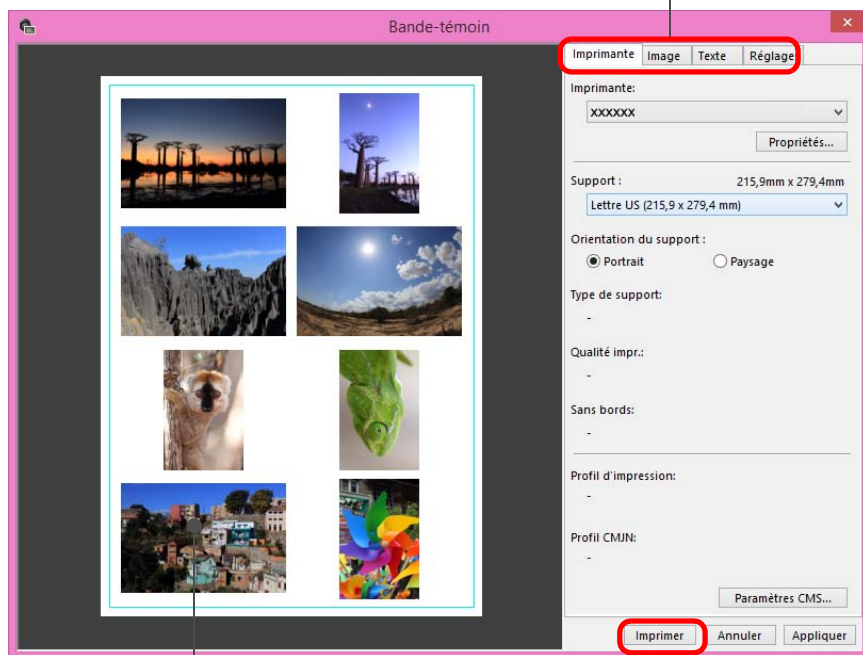 Bande-témoin
Imprimante Image Texte Réglage
Imprimante:
XXXXXX
Propriétés...
Support : 215,9mm x 279,4mm
Lettre US (215,9 x 279,4 mm)
Orientation du support :
Portrait Paysage
Type de support:
-
Qualité impr.:
-
Sans bords:
-
Profil d'impression:
-
Profil CMJN:
-
Paramètres CMS...
Imprimer Annuler Appliquer